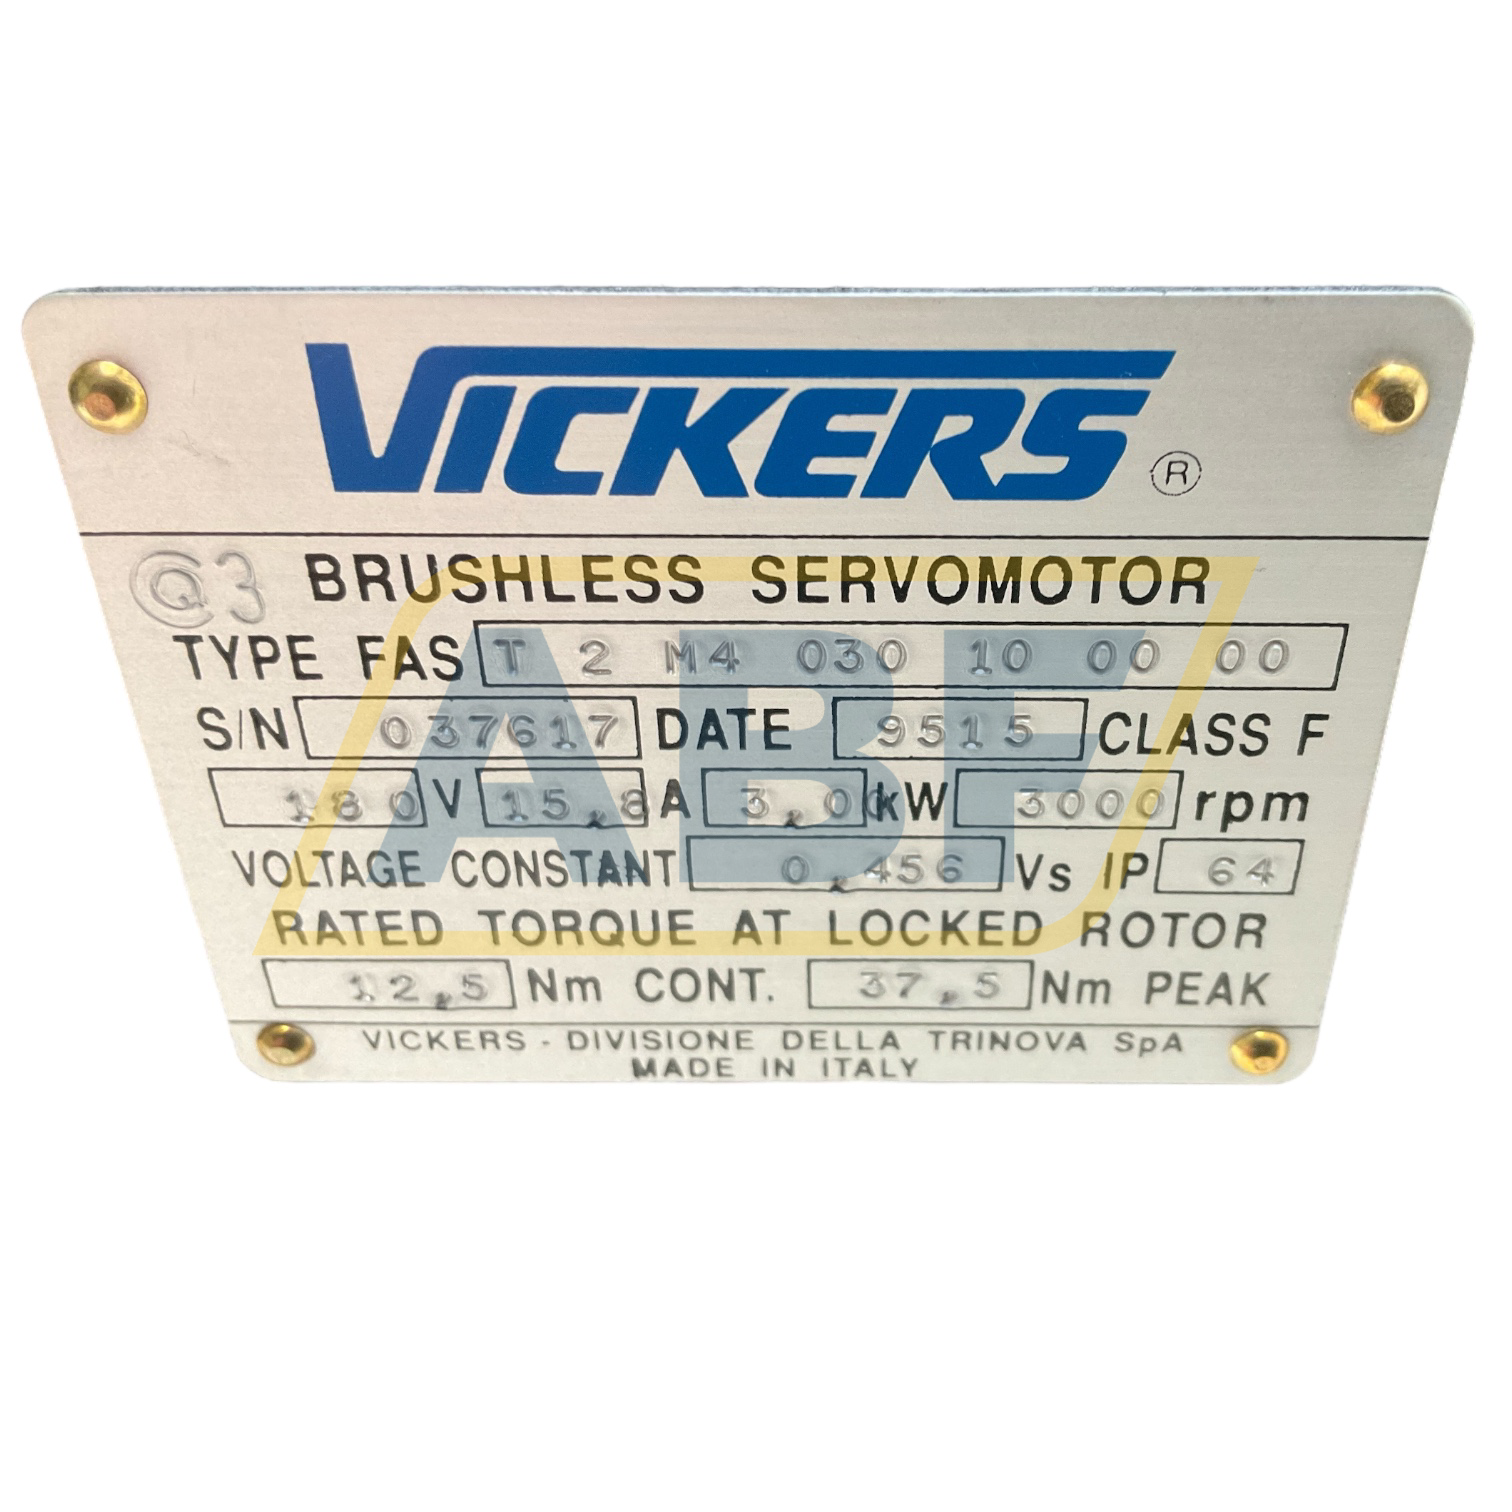 VICKERS ®
Q3 BRUSHLESS SERVOMOTOR
TYPE FAS T 2 M4 030 10 00 00
S/N 037617 DATE 9515 CLASS F
180 V 15,8 A 3,0 kW 3000 rpm
VOLTAGE CONSTANT 0,456 Vs IP 64
RATED TORQUE AT LOCKED ROTOR
12,5 Nm CONT. 37,5 Nm PEAK
VICKERS - DIVISIONE DELLA TRINOVA SpA
MADE IN ITALY
ABF